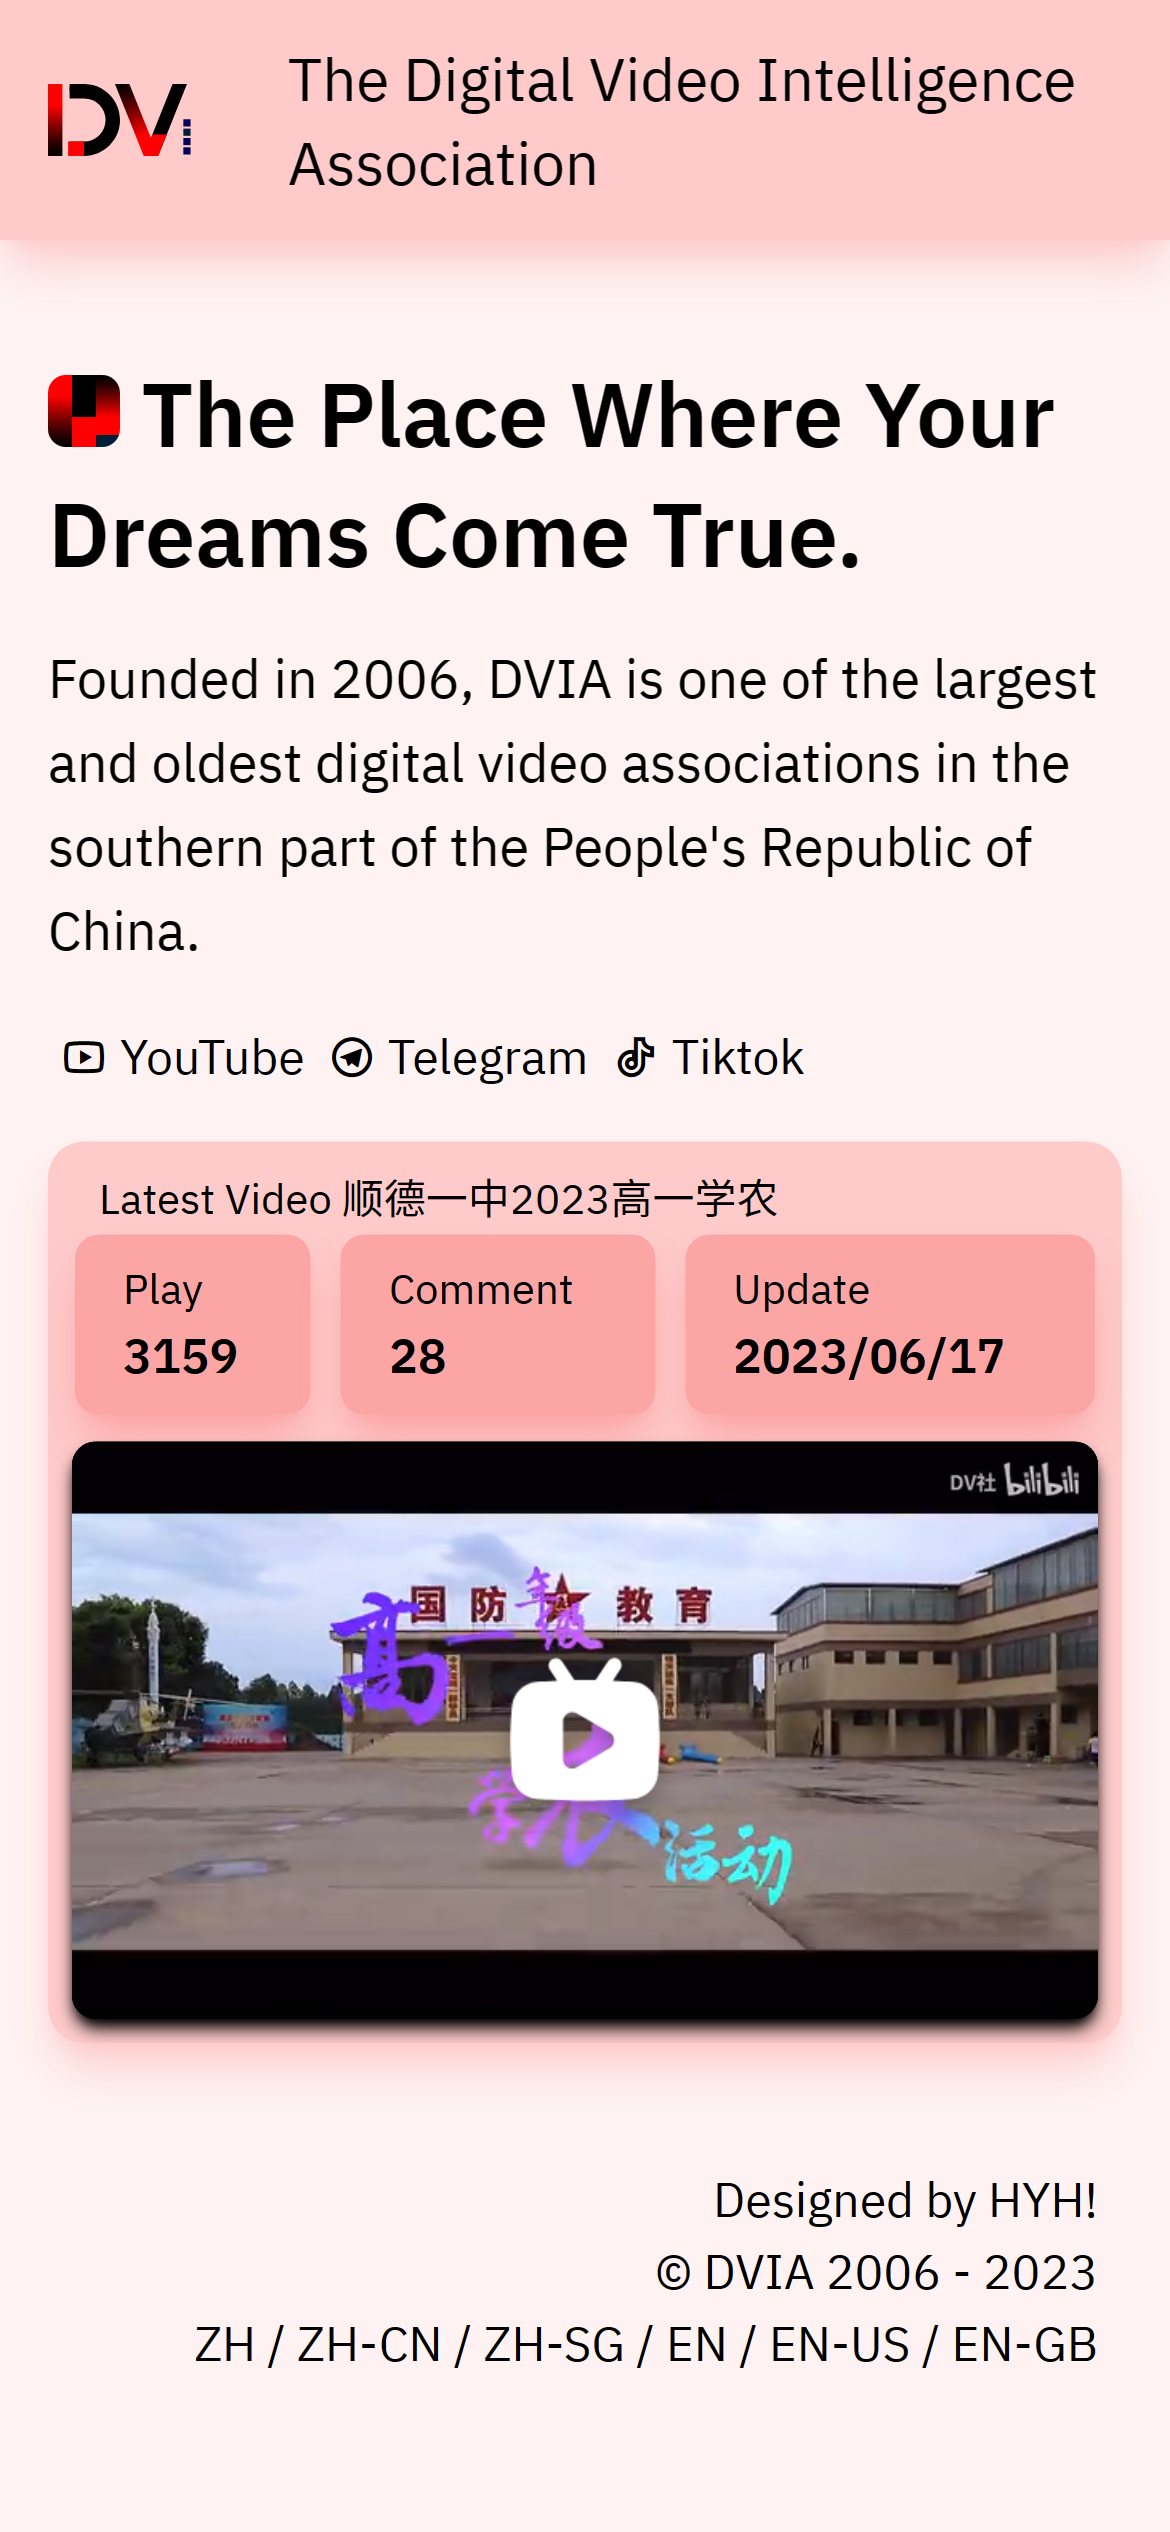 DV
The Digital Video Intelligence
Association
The Place Where Your
Dreams Come True.
Founded in 2006, DVIA is one of the largest
and oldest digital video associations in the
southern part of the People's Republic of
China.
YouTube Telegram Tiktok
Latest Video 顺德一中2023高一学农
Play Comment Update
3159 28 2023/06/17
DV社 bilibili
国防教育
高一年级
学农活动
Designed by HYH!
© DVIA 2006 - 2023
ZH / ZH-CN / ZH-SG / EN / EN-US / EN-GB